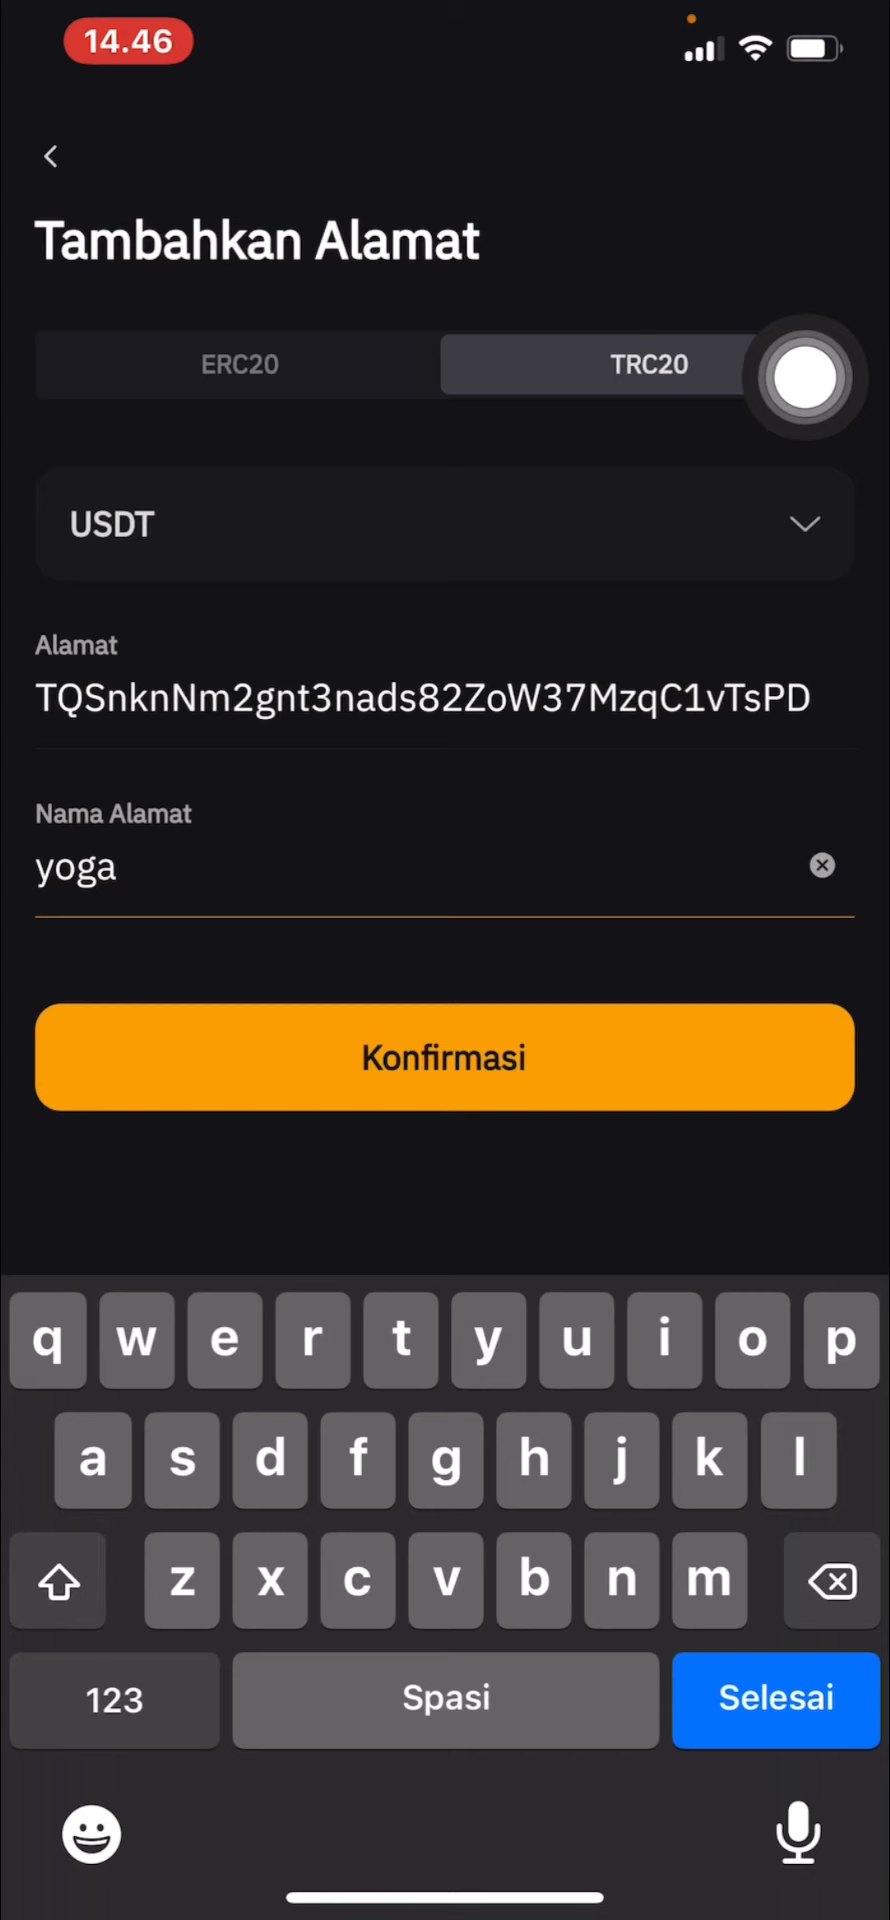 14.46
Tambahkan Alamat
ERC20
TRC20
USDT
Alamat
TQSnknNm2gnt3nads82ZoW37MzqC1vTsPD
Nama Alamat
yoga
Konfirmasi
q w e r t y u i o p
a s d f g h j k l
z x c v b n m
123 Spasi Selesai